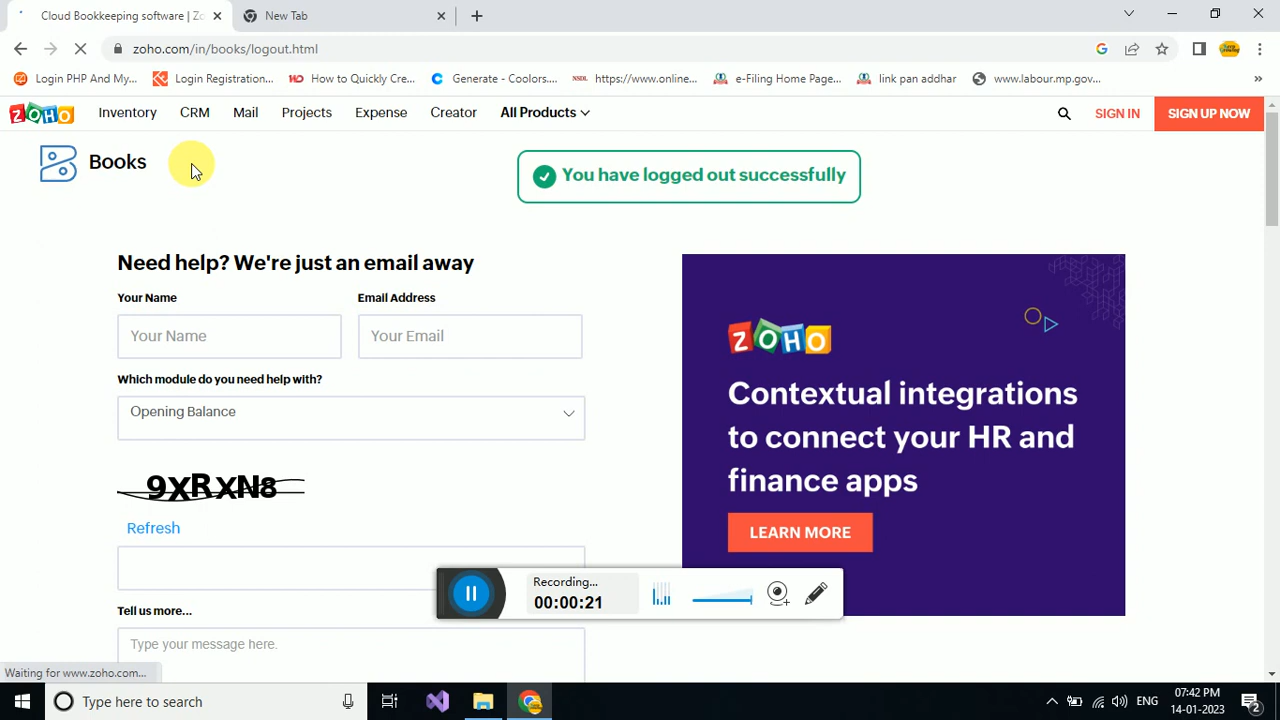 Cloud Bookkeeping software | Zo
New Tab
zoho.com/in/books/logout.html
Login PHP And My...
Login Registration...
How to Quickly Cre...
Generate - Coolors....
https://www.online...
e-Filing Home Page...
link pan addhar
www.labour.mp.gov...
ZOHO
Inventory
CRM
Mail
Projects
Expense
Creator
All Products
SIGN IN
SIGN UP NOW
Books
You have logged out successfully
Need help? We're just an email away
Your Name
Email Address
Your Name
Your Email
Which module do you need help with?
Opening Balance
9xRxN8
Refresh
Tell us more...
Type your message here.
ZOHO
Contextual integrations
to connect your HR and
finance apps
LEARN MORE
Recording...
00:00:21
Waiting for www.zoho.com...
Type here to search
ENG
07:42 PM
14-01-2023
2